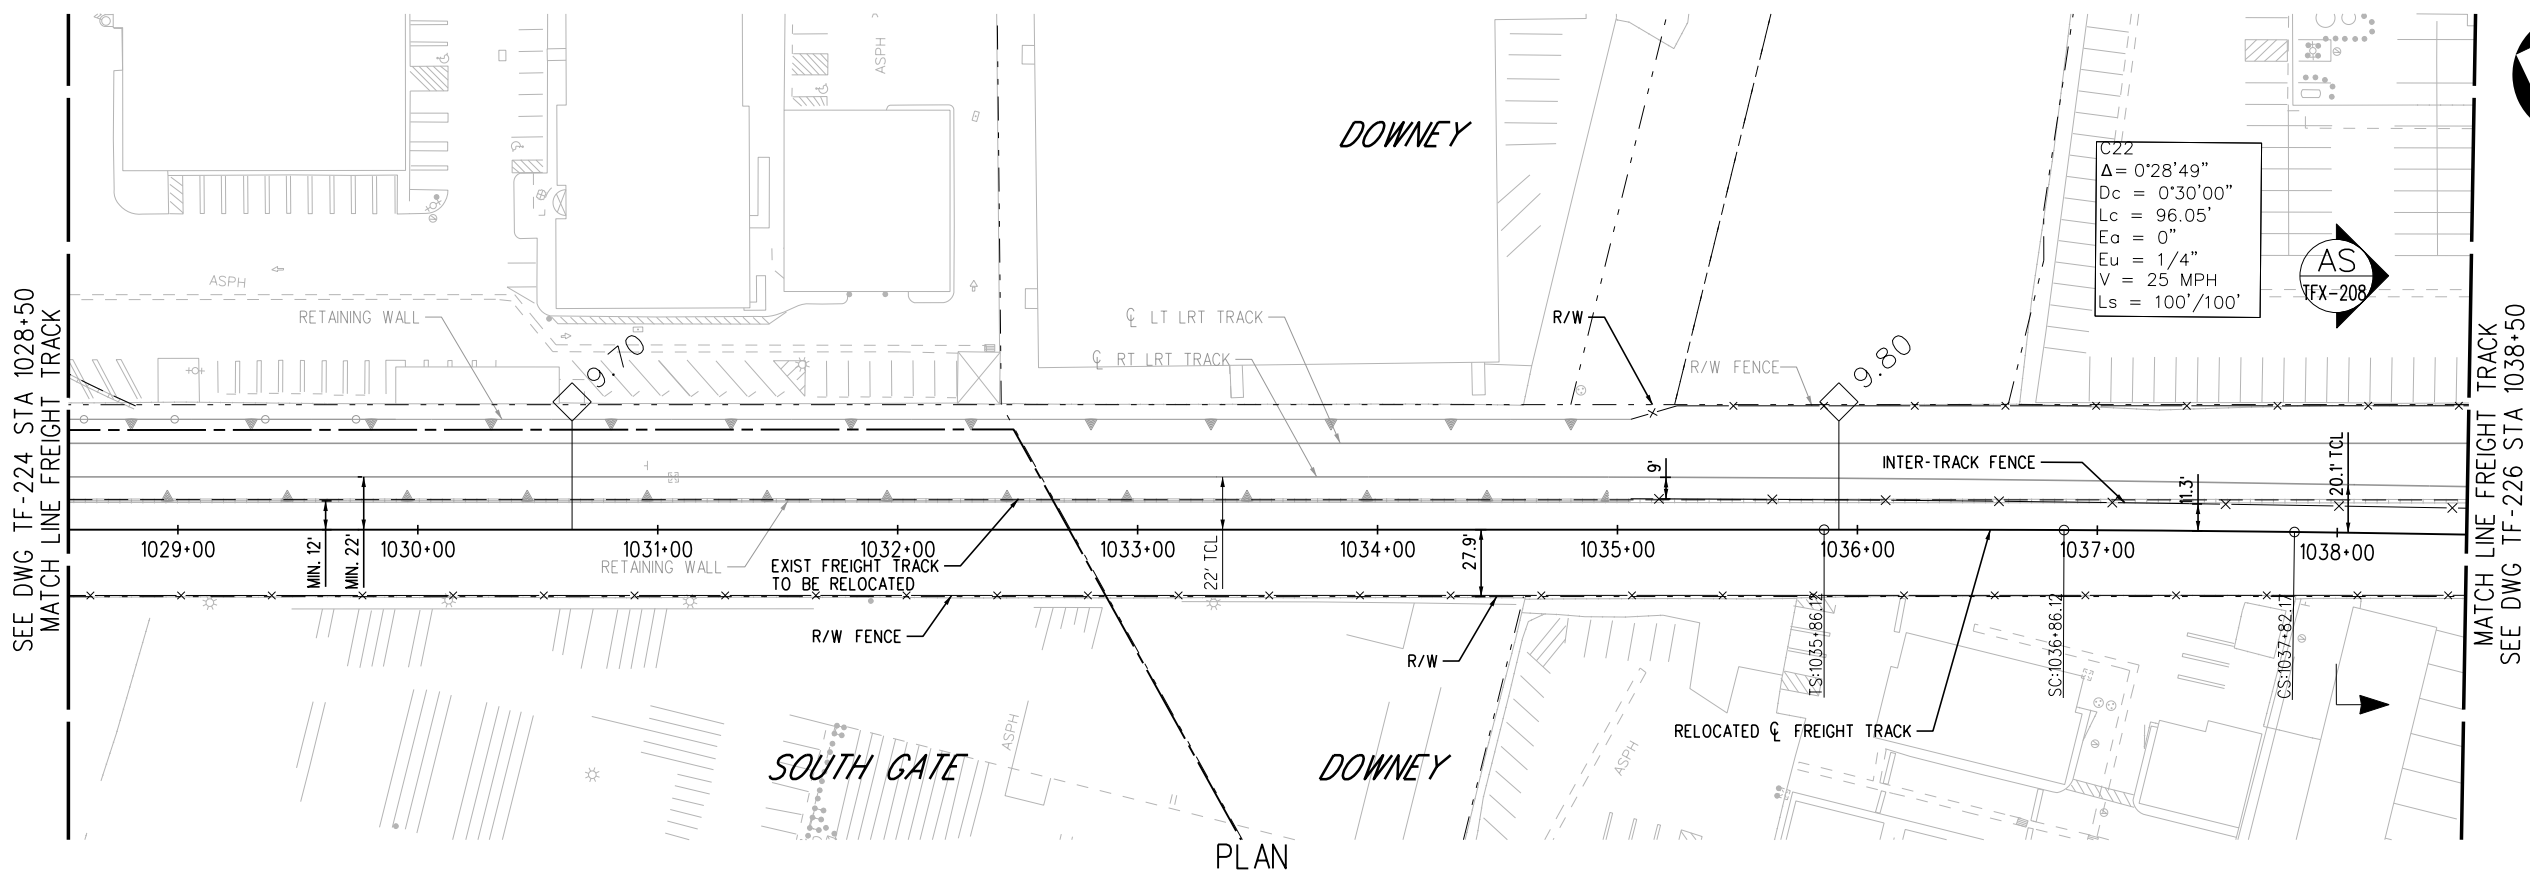 SEE DWG TF-224 STA 1028+50
MATCH LINE FREIGHT TRACK
ASPH
ASPH
RETAINING WALL
9.70
DOWNEY
℄ LT LRT TRACK
℄ RT LRT TRACK
R/W
R/W FENCE
9.80
C22
Δ= 0°28'49"
Dc = 0°30'00"
Lc = 96.05'
Ea = 0"
Eu = 1/4"
V = 25 MPH
Ls = 100'/100'
AS
TFX-208
INTER-TRACK FENCE
9'
11.3'
20.1' TCL
1029+00
1030+00
1031+00
1032+00
1033+00
1034+00
1035+00
1036+00
1037+00
1038+00
MIN. 12'
MIN. 22'
RETAINING WALL
EXIST FREIGHT TRACK
TO BE RELOCATED
22' TCL
27.9'
R/W FENCE
R/W
TS:1035+86.12
SC:1036+86.12
CS:1037+82.17
RELOCATED ℄ FREIGHT TRACK
SOUTH GATE
ASPH
DOWNEY
ASPH
MATCH LINE FREIGHT TRACK
SEE DWG TF-226 STA 1038+50
PLAN